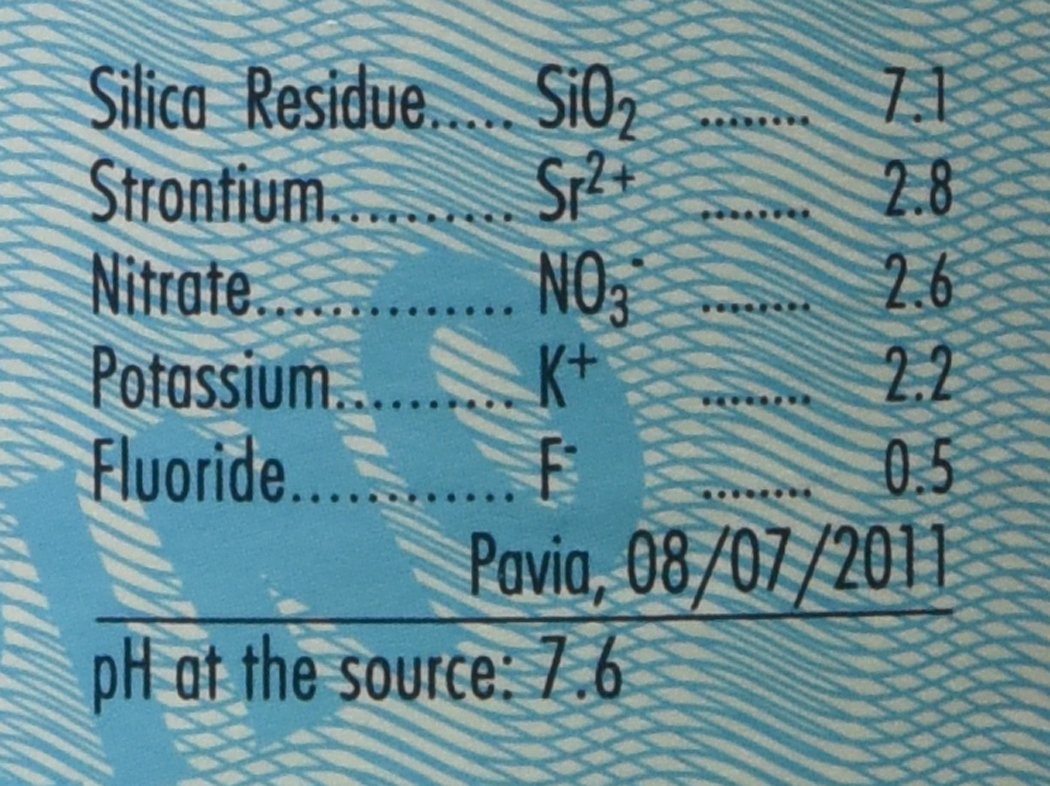 Silica Residue..... SiO₂ ........ 7.1
Strontium.......... Sr²⁺ ........ 2.8
Nitrate.............. NO₃⁻ ........ 2.6
Potassium.......... K⁺ ........ 2.2
Fluoride............ F⁻ ........ 0.5
Pavia, 08/07/2011
pH at the source: 7.6